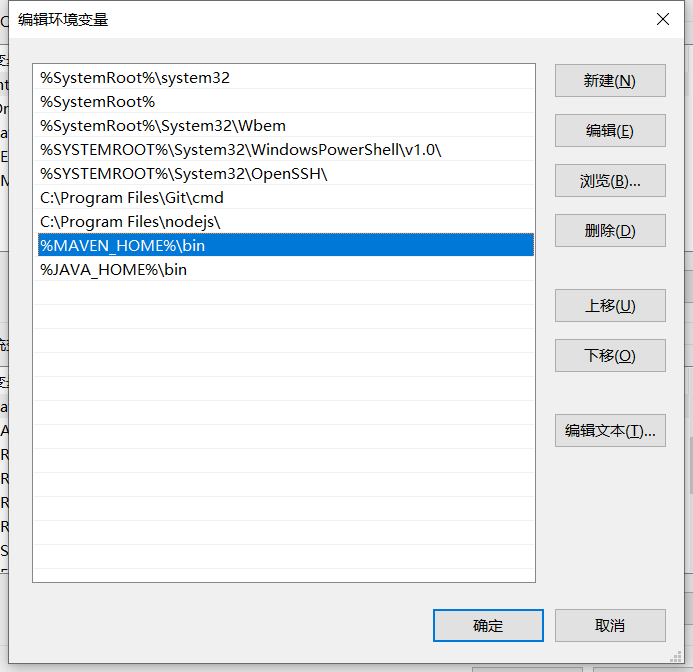 编辑环境变量
%SystemRoot%\system32
%SystemRoot%
%SystemRoot%\System32\Wbem
%SYSTEMROOT%\System32\WindowsPowerShell\v1.0\
%SYSTEMROOT%\System32\OpenSSH\
C:\Program Files\Git\cmd
C:\Program Files\nodejs\
%MAVEN_HOME%\bin
%JAVA_HOME%\bin
新建(N)
编辑(E)
浏览(B)...
删除(D)
上移(U)
下移(O)
编辑文本(T)...
确定
取消